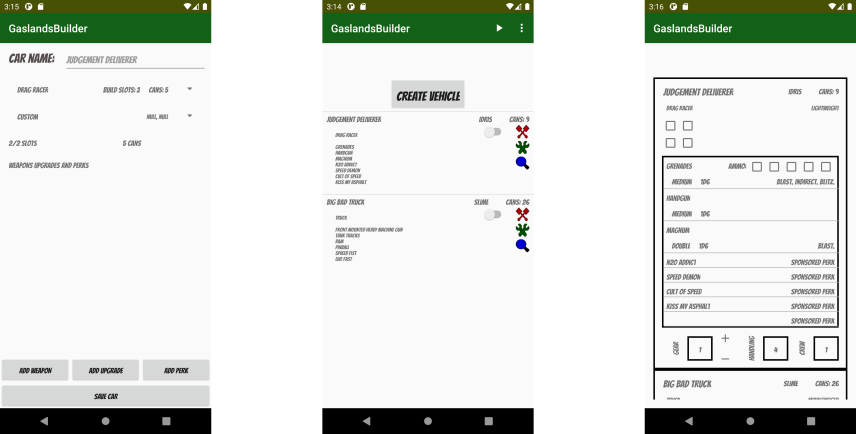 3:15
GaslandsBuilder
CAR NAME: JUDGEMENT DELIVERER
DRAG RACER BUILD SLOTS: 2 CANS: 5
CUSTOM NULL, NULL
2/2 SLOTS 5 CANS
WEAPONS UPGRADES AND PERKS
ADD WEAPON ADD UPGRADE ADD PERK
SAVE CAR
3:14
GaslandsBuilder
CREATE VEHICLE
JUDGEMENT DELIVERER IDRIS CANS: 9
DRAG RACER
GRENADES
HANDGUN
MAGNUM
N2O ADDICT
SPEED DEMON
CULT OF SPEED
KISS MY ASPHALT
BIG BAD TRUCK SLIME CANS: 26
TRUCK
FRONT MOUNTED HEAVY MACHINE GUN
TANK TRACKS
RAM
PINBALL
SPIKED FIST
LIVE FAST
3:16
GaslandsBuilder
JUDGEMENT DELIVERER IDRIS CANS: 9
DRAG RACER LIGHTWEIGHT
GRENADES AMMO:
MEDIUM 1D6 BLAST, INDIRECT, BLITZ,
HANDGUN
MEDIUM 1D6
MAGNUM
DOUBLE 1D6 BLAST,
N2O ADDICT SPONSORED PERK
SPEED DEMON SPONSORED PERK
CULT OF SPEED SPONSORED PERK
KISS MY ASPHALT SPONSORED PERK
SPONSORED PERK
GEAR 1 + − HANDLING 4 CREW 1
BIG BAD TRUCK SLIME CANS: 26